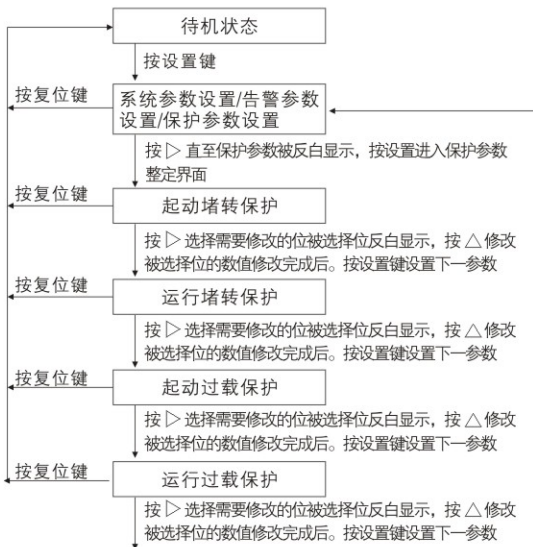 待机状态
按设置键
按复位键
系统参数设置/告警参数
设置/保护参数设置
按 ▷ 直至保护参数被反白显示，按设置进入保护参数
整定界面
按复位键
起动堵转保护
按 ▷ 选择需要修改的位被选择位反白显示，按 △ 修改
被选择位的数值修改完成后。按设置键设置下一参数
按复位键
运行堵转保护
按 ▷ 选择需要修改的位被选择位反白显示，按 △ 修改
被选择位的数值修改完成后。按设置键设置下一参数
按复位键
起动过载保护
按 ▷ 选择需要修改的位被选择位反白显示，按 △ 修改
被选择位的数值修改完成后。按设置键设置下一参数
按复位键
运行过载保护
按 ▷ 选择需要修改的位被选择位反白显示，按 △ 修改
被选择位的数值修改完成后。按设置键设置下一参数